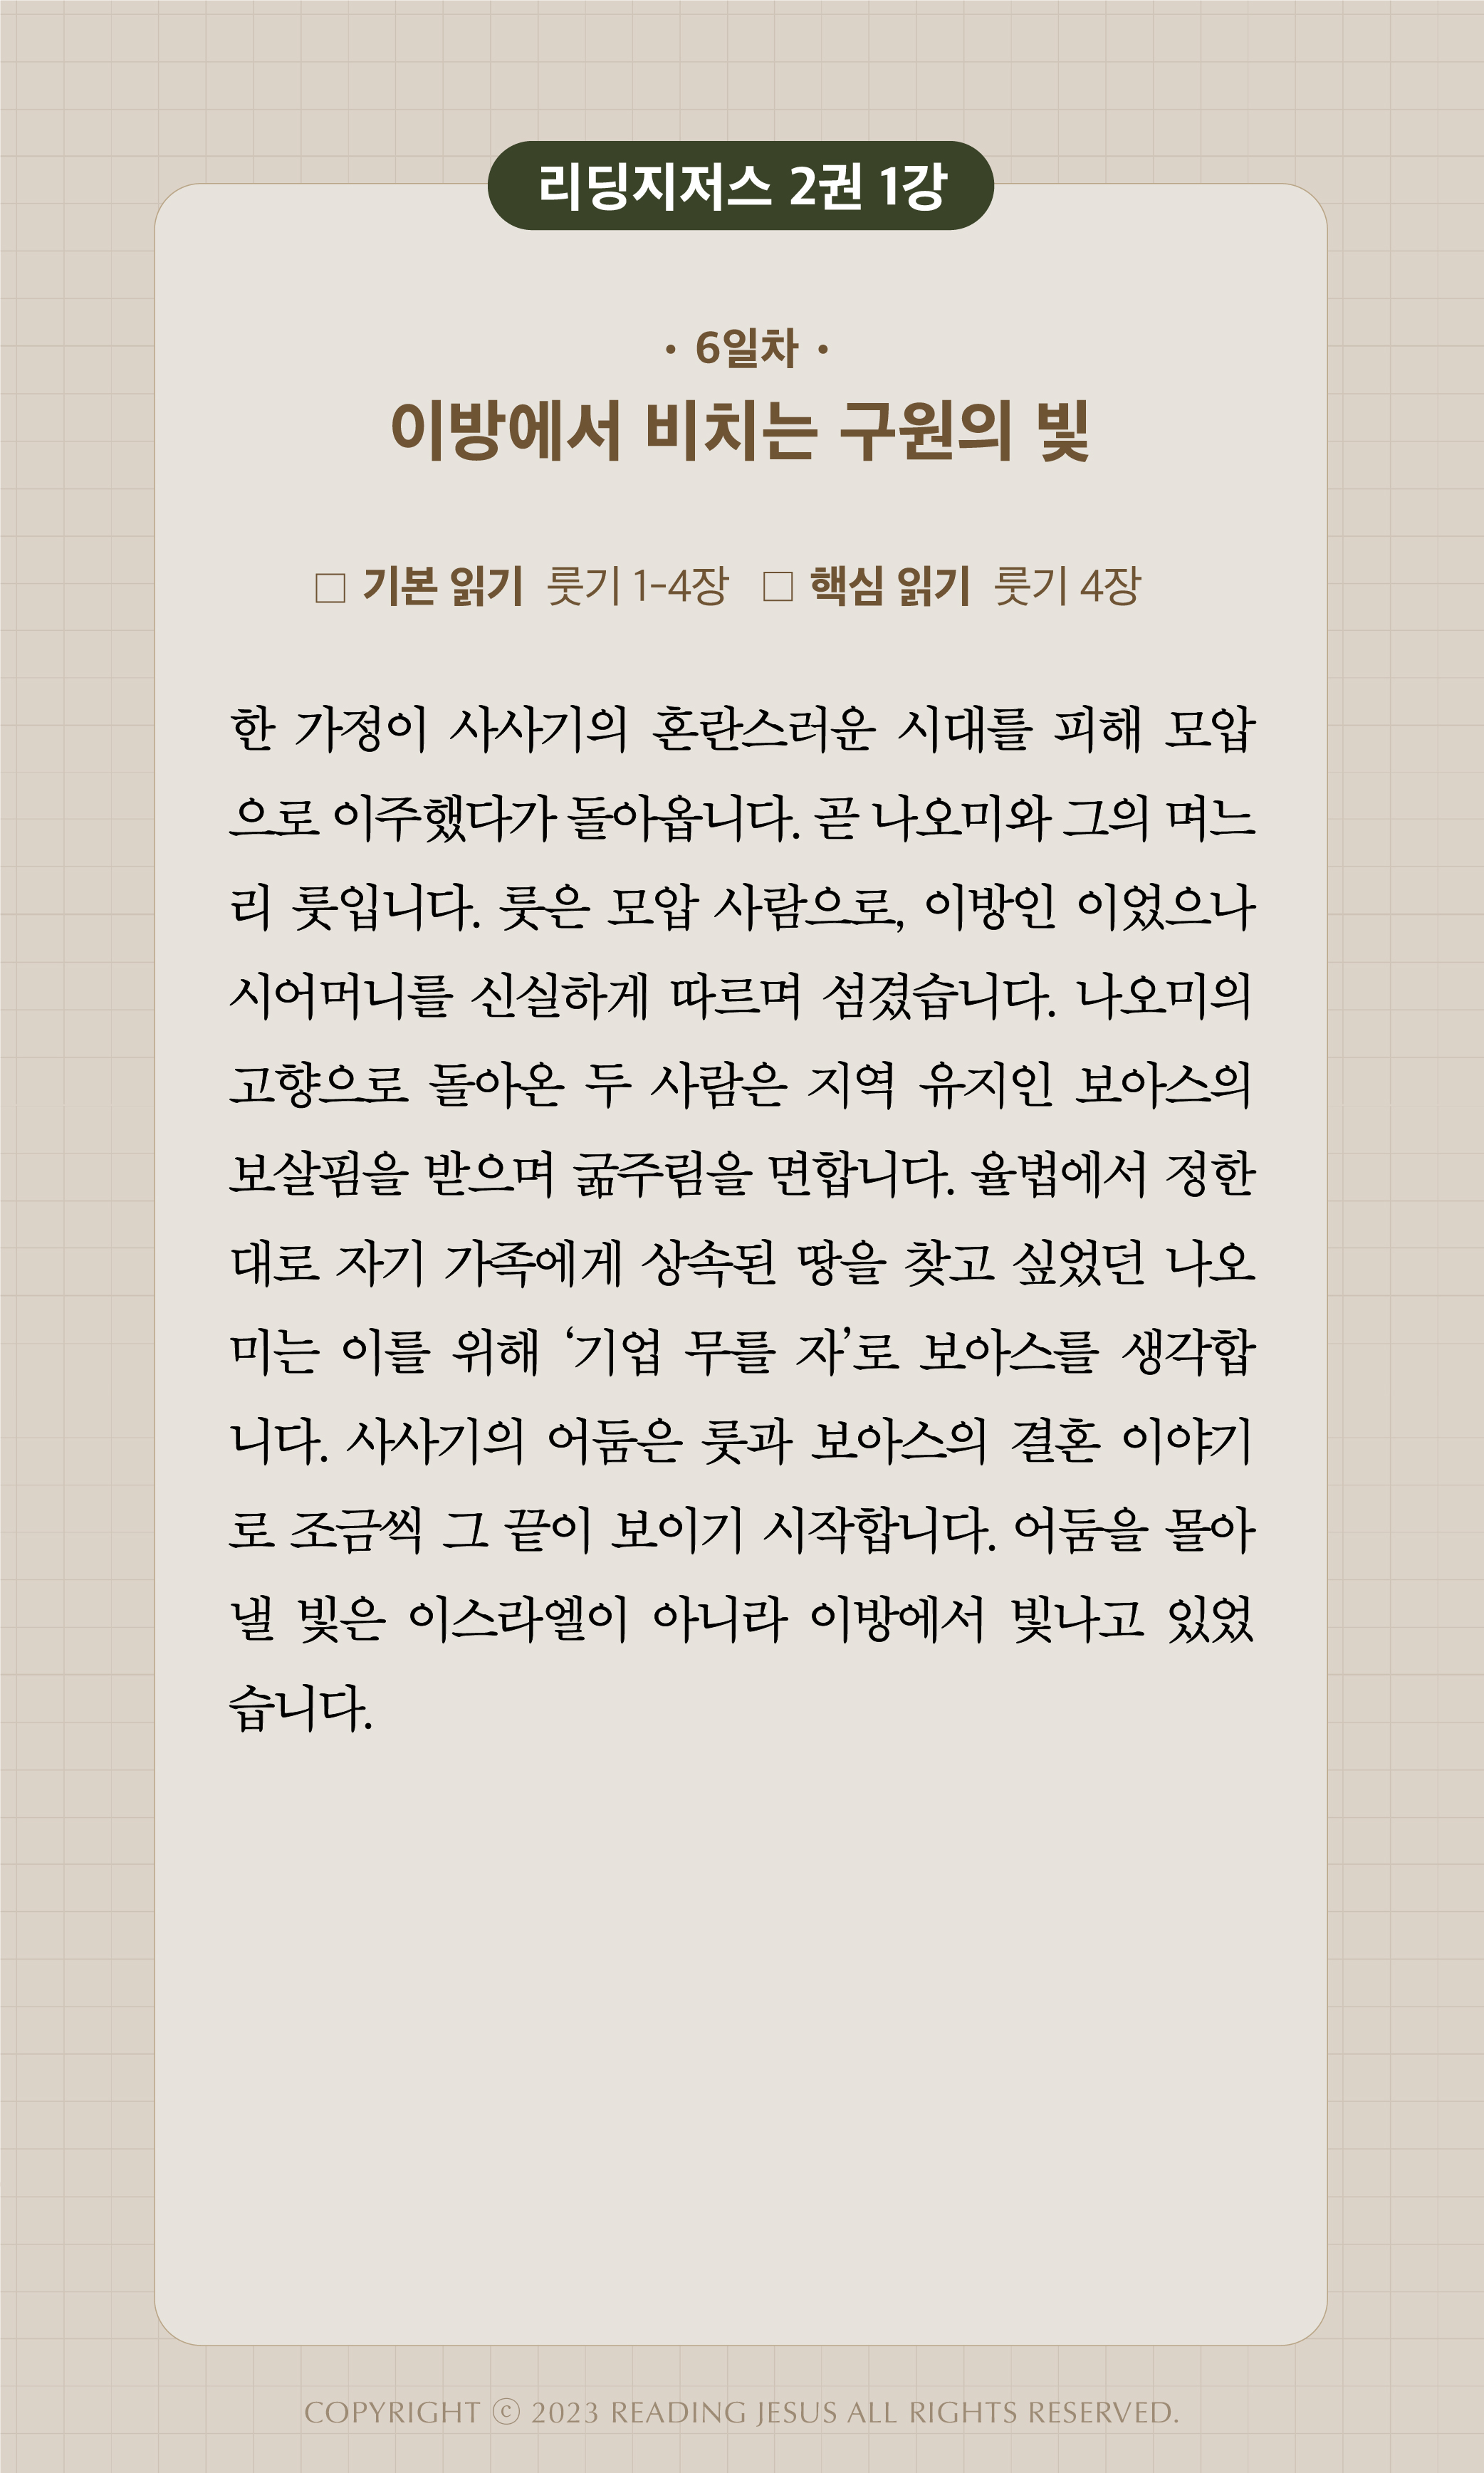 리딩지저스 2권 1강
· 6일차 ·
이방에서 비치는 구원의 빛
□ 기본 읽기 룻기 1-4장 □ 핵심 읽기 룻기 4장
한 가정이 사사기의 혼란스러운 시대를 피해 모압
으로 이주했다가 돌아옵니다. 곧 나오미와 그의 며느
리 룻입니다. 룻은 모압 사람으로, 이방인 이었으나
시어머니를 신실하게 따르며 섬겼습니다. 나오미의
고향으로 돌아온 두 사람은 지역 유지인 보아스의
보살핌을 받으며 굶주림을 면합니다. 율법에서 정한
대로 자기 가족에게 상속된 땅을 찾고 싶었던 나오
미는 이를 위해 ‘기업 무를 자’로 보아스를 생각합
니다. 사사기의 어둠은 룻과 보아스의 결혼 이야기
로 조금씩 그 끝이 보이기 시작합니다. 어둠을 몰아
낼 빛은 이스라엘이 아니라 이방에서 빛나고 있었
습니다.
COPYRIGHT ⓒ 2023 READING JESUS ALL RIGHTS RESERVED.